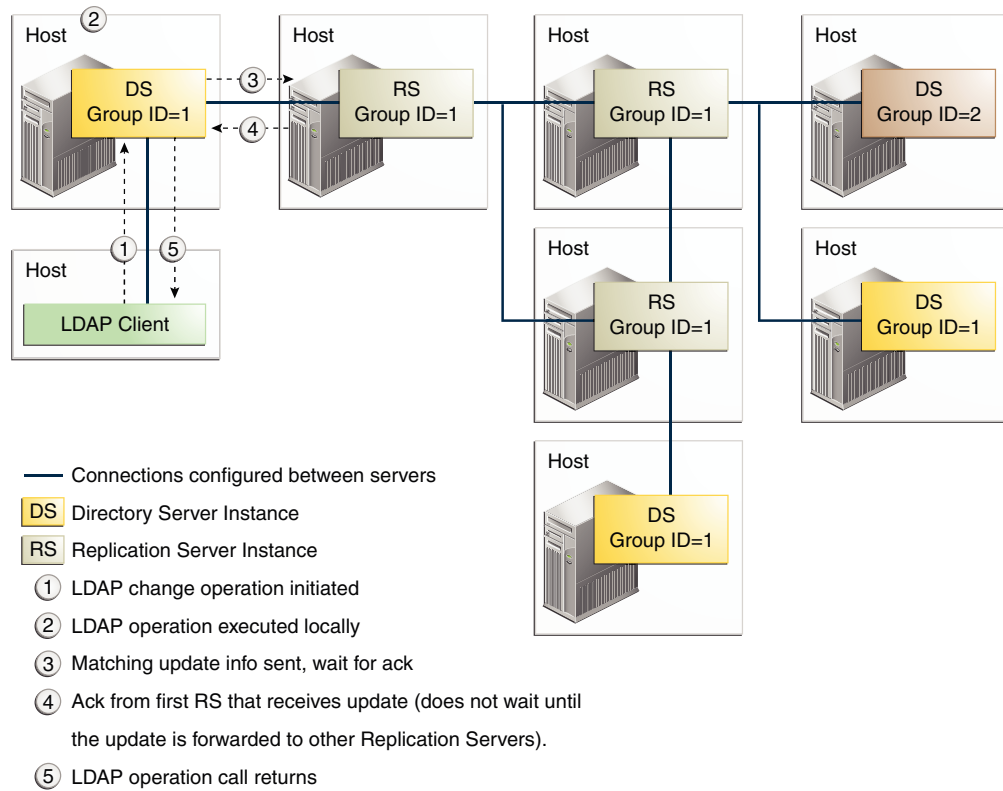 2
Host
DS
Group ID=1
3
4
Host
RS
Group ID=1
Host
RS
Group ID=1
Host
DS
Group ID=2
1
5
Host
LDAP Client
Host
RS
Group ID=1
Host
DS
Group ID=1
Host
DS
Group ID=1
Connections configured between servers
DS Directory Server Instance
RS Replication Server Instance
1 LDAP change operation initiated
2 LDAP operation executed locally
3 Matching update info sent, wait for ack
4 Ack from first RS that receives update (does not wait until
the update is forwarded to other Replication Servers).
5 LDAP operation call returns